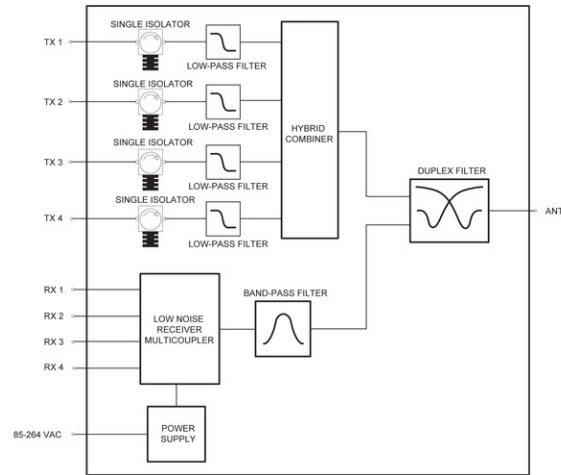 SINGLE ISOLATOR
TX 1
LOW-PASS FILTER
SINGLE ISOLATOR
TX 2
LOW-PASS FILTER
HYBRID
COMBINER
SINGLE ISOLATOR
TX 3
LOW-PASS FILTER
DUPLEX FILTER
SINGLE ISOLATOR
TX 4
ANT
LOW-PASS FILTER
RX 1
RX 2
RX 3
RX 4
LOW NOISE
RECEIVER
MULTICOUPLER
BAND-PASS FILTER
85-264 VAC
POWER
SUPPLY